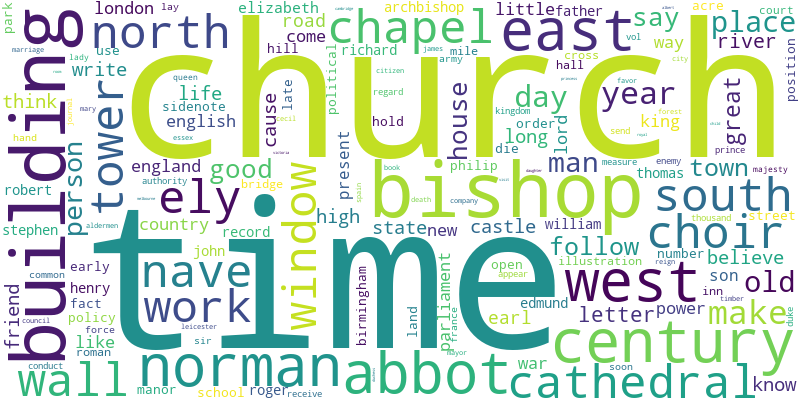 park london lay elizabeth little father archbishop acre court albert
north road come chapel east say place
church
marriage lady use hill richard mile cross hall way river
write political james army vol city position
think life queen sidenote english cause late citizen regard house day year king great
building tower hand mary hold order long lord
essex cecil kingdom favor forest
person england good present philip die man measure enemy prince town
robert authority bridge window ely bishop thomas majesty south
stephen country record high state new castle william choir street
time
common early john nave open follow number believe
friend henry fact work birmingham land parliament france illustration west son old
policy edmund letter power inn timber duke
council force roman like norman sir leicester earl century make
conduct wall manor school roger receive abbot war cathedral soon know
book death company daughter appear reign thousand send spain alderman mayor victoria